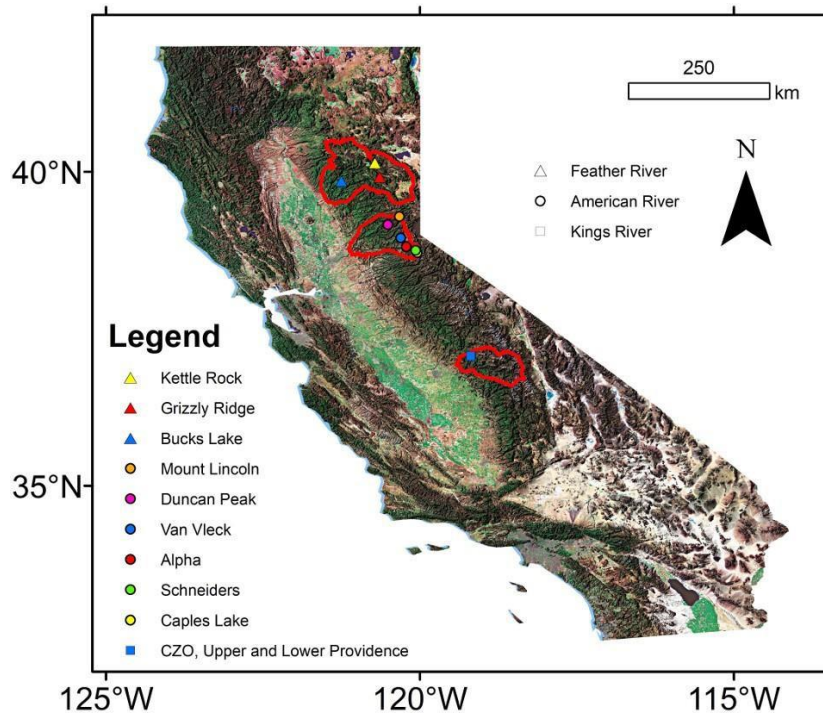 250
km
N
40°N
Feather River
American River
Kings River
Legend
Kettle Rock
Grizzly Ridge
Bucks Lake
Mount Lincoln
35°N
Duncan Peak
Van Vleck
Alpha
Schneiders
Caples Lake
CZO, Upper and Lower Providence
125°W
120°W
115°W